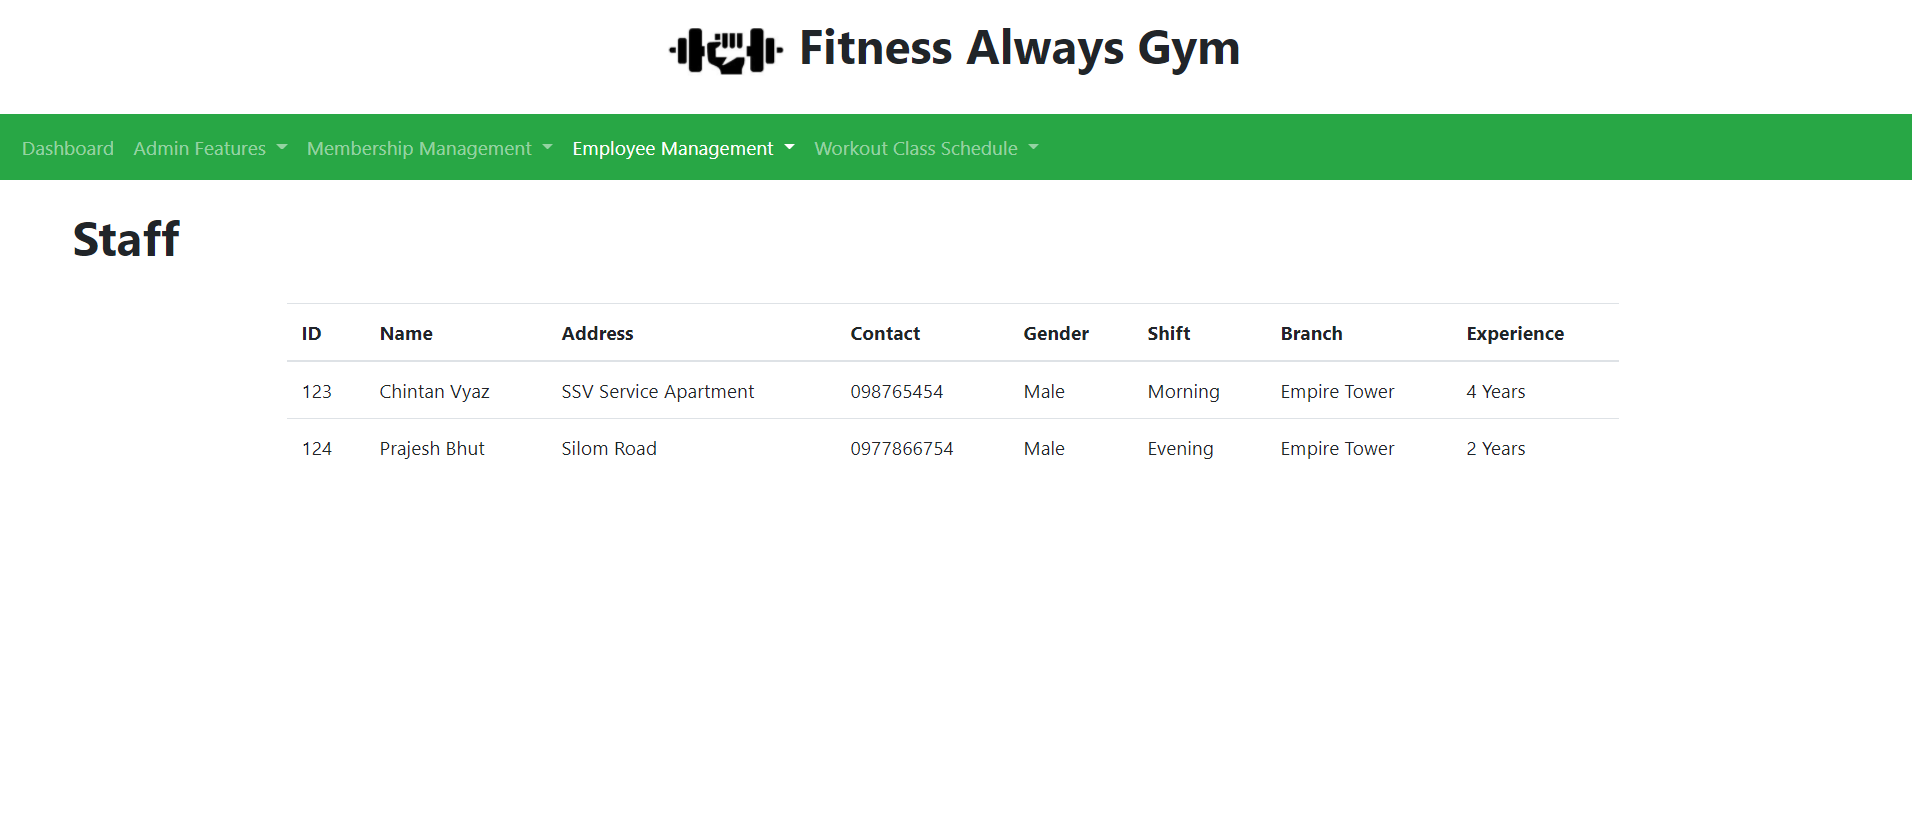 Fitness Always Gym
Dashboard Admin Features Membership Management Employee Management Workout Class Schedule
Staff
ID Name Address Contact Gender Shift Branch Experience
123 Chintan Vyaz SSV Service Apartment 098765454 Male Morning Empire Tower 4 Years
124 Prajesh Bhut Silom Road 0977866754 Male Evening Empire Tower 2 Years